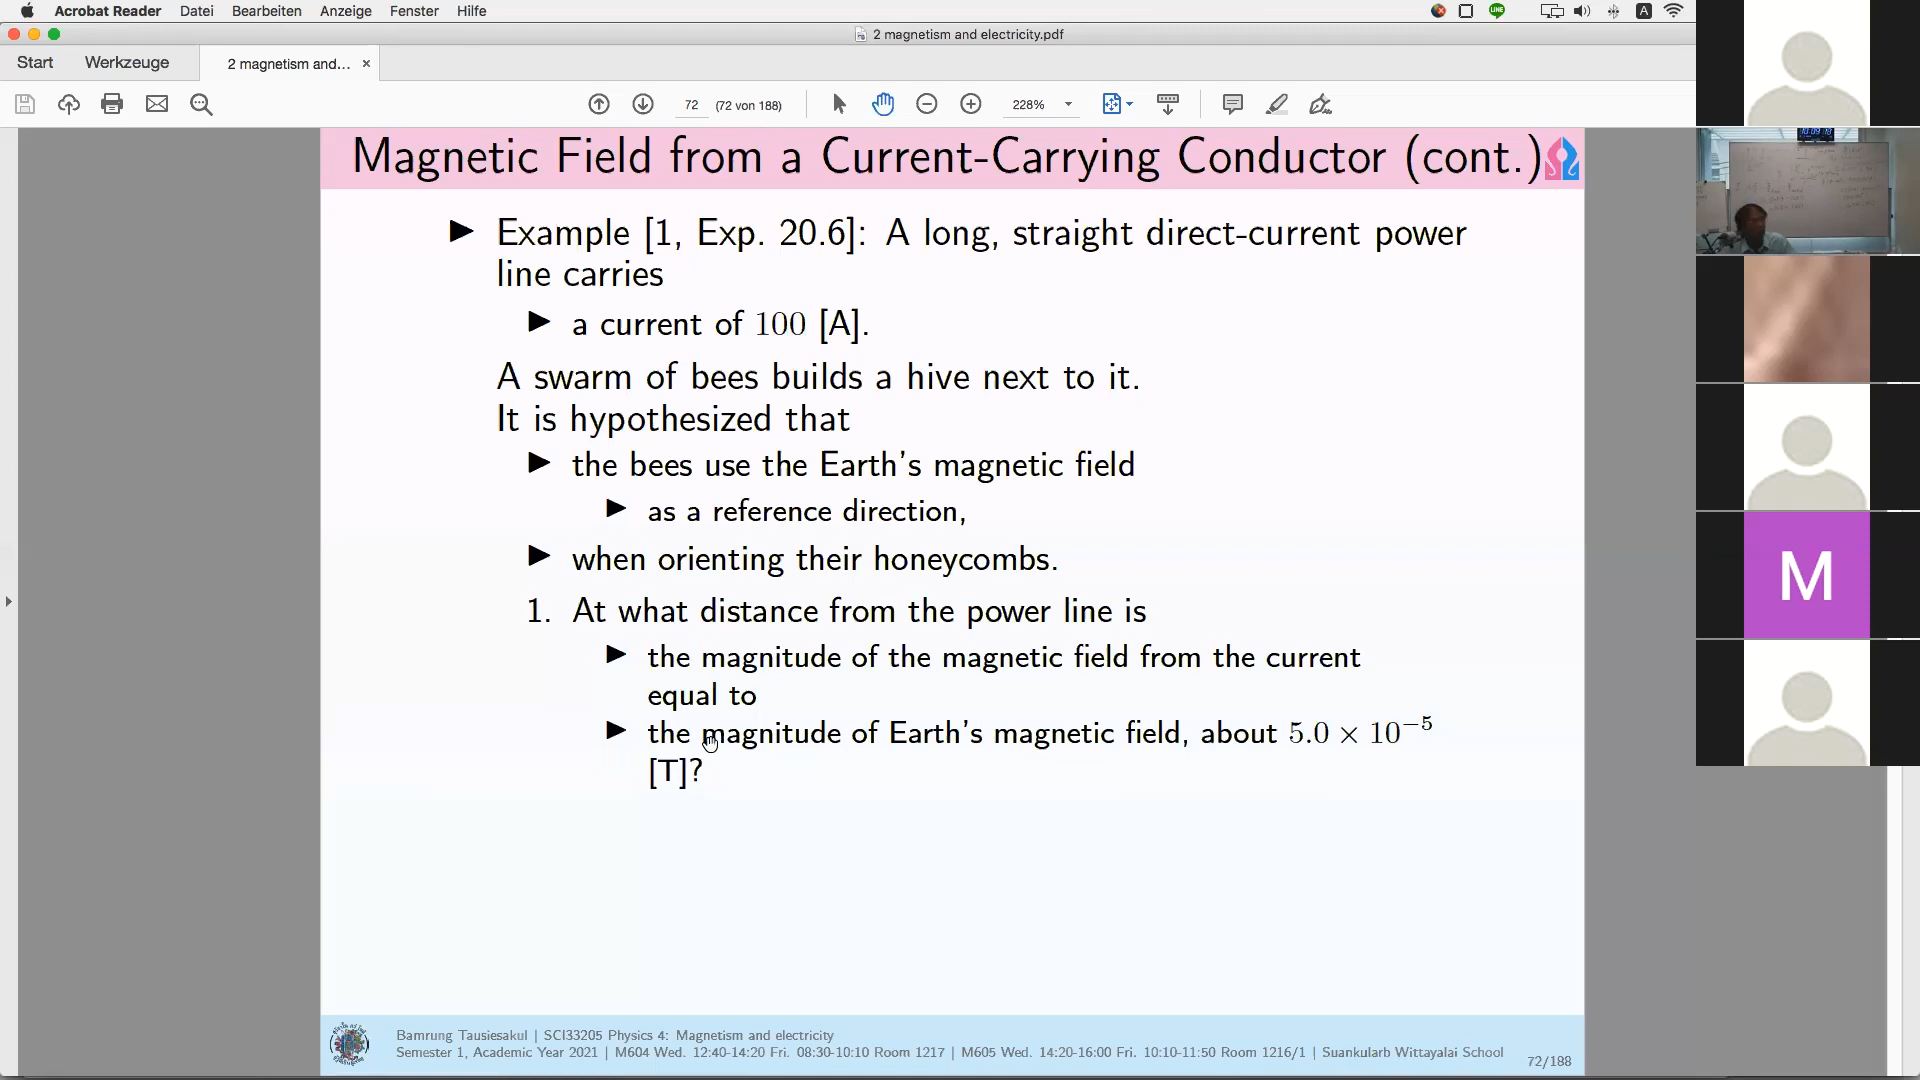 Acrobat Reader Datei Bearbeiten Anzeige Fenster Hilfe
2 magnetism and electricity.pdf
Start Werkzeuge 2 magnetism and... ×
72 (72 von 188) 228%
Magnetic Field from a Current-Carrying Conductor (cont.)
▶ Example [1, Exp. 20.6]: A long, straight direct-current power
line carries
▶ a current of 100 [A].
A swarm of bees builds a hive next to it.
It is hypothesized that
▶ the bees use the Earth's magnetic field
▶ as a reference direction,
▶ when orienting their honeycombs.
1. At what distance from the power line is
▶ the magnitude of the magnetic field from the current
equal to
▶ the magnitude of Earth's magnetic field, about 5.0 × 10⁻⁵
[T]?
Bamrung Tausiesakul | SCI33205 Physics 4: Magnetism and electricity
Semester 1, Academic Year 2021 | M604 Wed. 12:40-14:20 Fri. 08:30-10:10 Room 1217 | M605 Wed. 14:20-16:00 Fri. 10:10-11:50 Room 1216/1 | Suankularb Wittayalai School
72/188
LINE
A
M